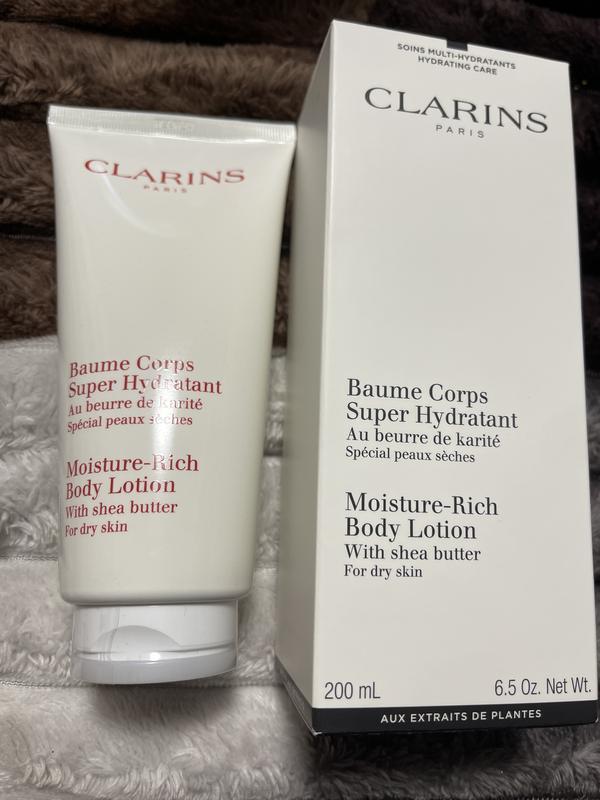 CLARINS
PARIS
Baume Corps
Super Hydratant
Au beurre de karité
Spécial peaux sèches
Moisture-Rich
Body Lotion
With shea butter
For dry skin
SOINS MULTI-HYDRATANTS
HYDRATING CARE
CLARINS
PARIS
Baume Corps
Super Hydratant
Au beurre de karité
Spécial peaux sèches
Moisture-Rich
Body Lotion
With shea butter
For dry skin
200 mL 6.5 Oz. Net Wt.
AUX EXTRAITS DE PLANTES